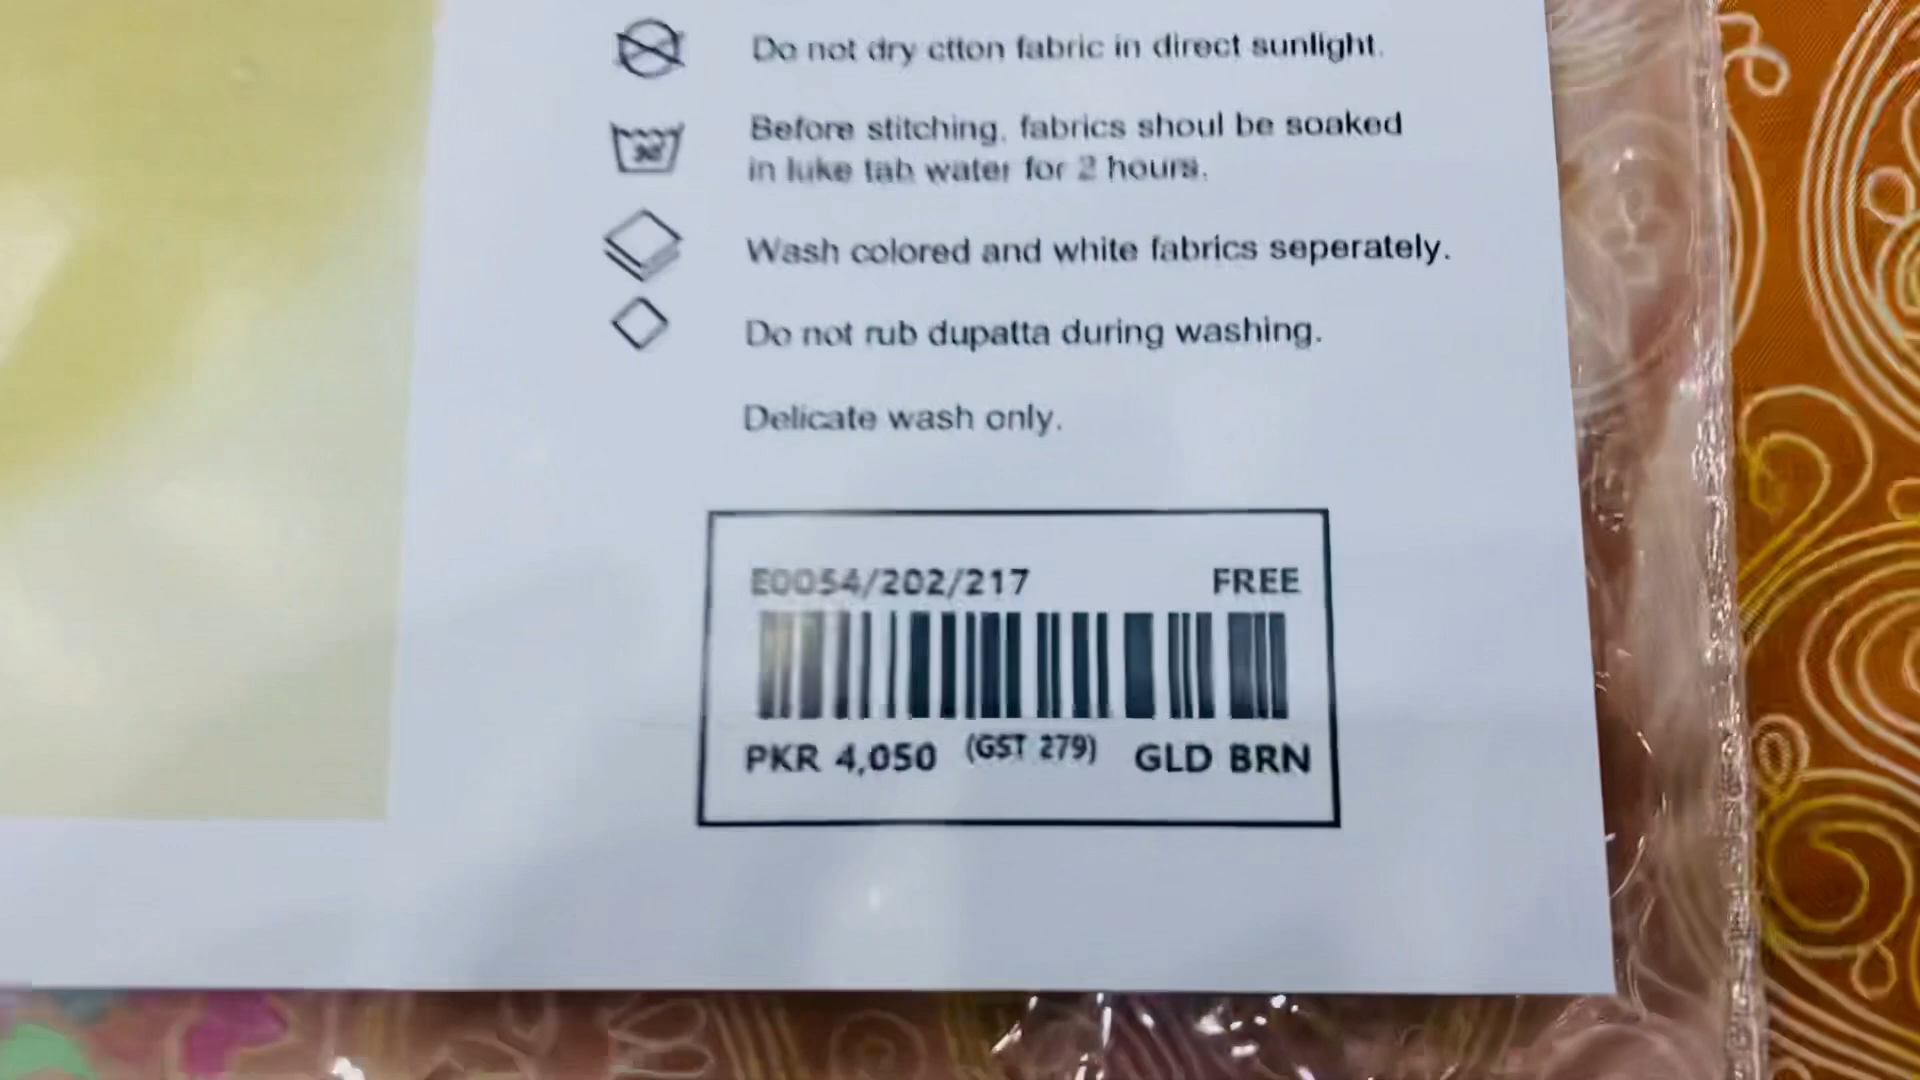 Do not dry ctton fabric in direct sunlight.
Before stitching, fabrics shoul be soaked
in luke tab water for 2 hours.
Wash colored and white fabrics seperately.
Do not rub dupatta during washing.
Delicate wash only.
E0054/202/217 FREE
PKR 4,050 (GST 279) GLD BRN